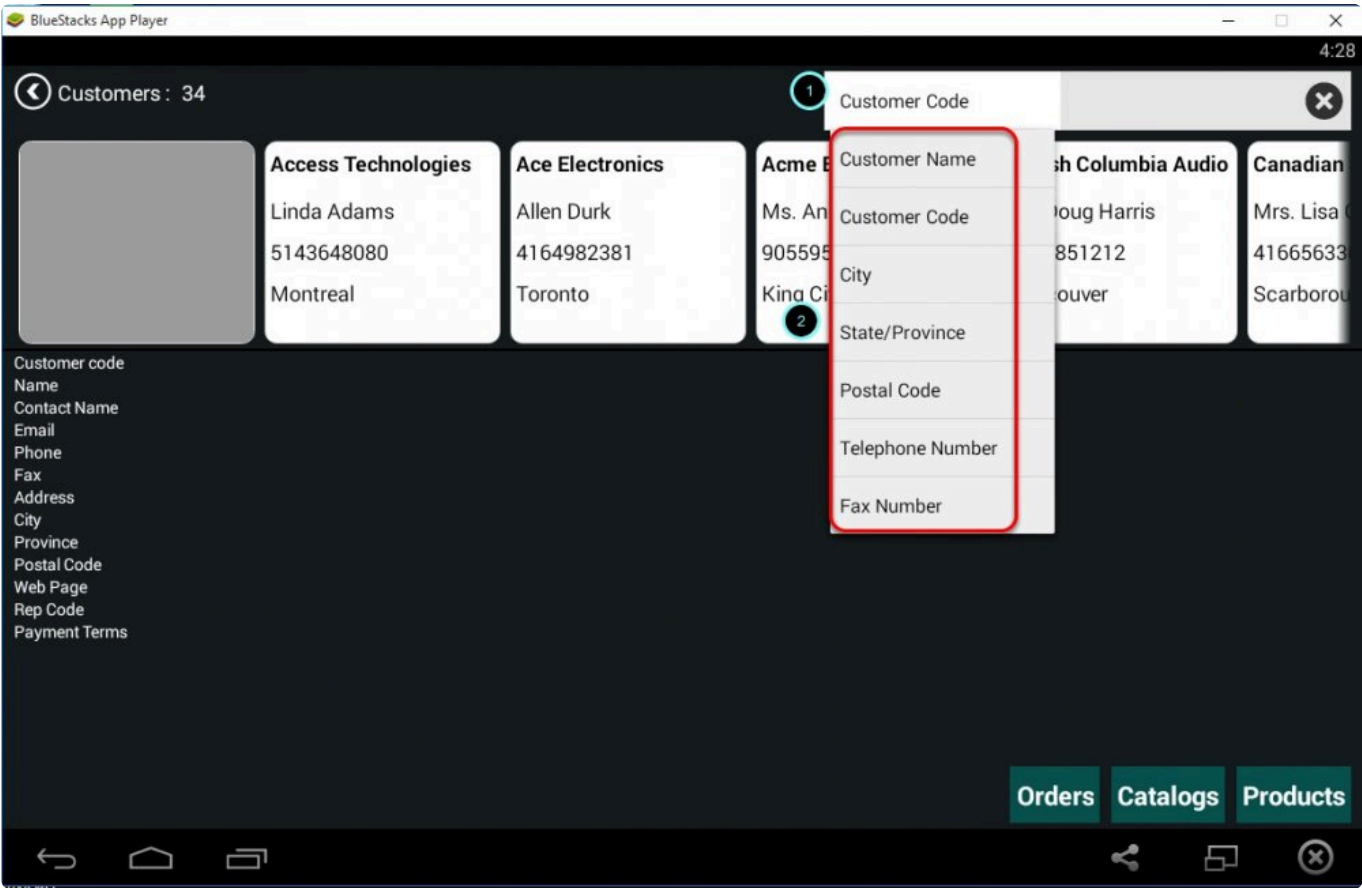 BlueStacks App Player
4:28
Customers : 34
1
Customer Code
Access Technologies
Linda Adams
5143648080
Montreal
Ace Electronics
Allen Durk
4164982381
Toronto
Acme
Ms. An
905595
King Ci
2
Customer Name
Customer Code
City
State/Province
Postal Code
Telephone Number
Fax Number
sh Columbia Audio
Doug Harris
851212
ouver
Canadian
Mrs. Lisa
41665633
Scarborou
Customer code
Name
Contact Name
Email
Phone
Fax
Address
City
Province
Postal Code
Web Page
Rep Code
Payment Terms
Orders Catalogs Products